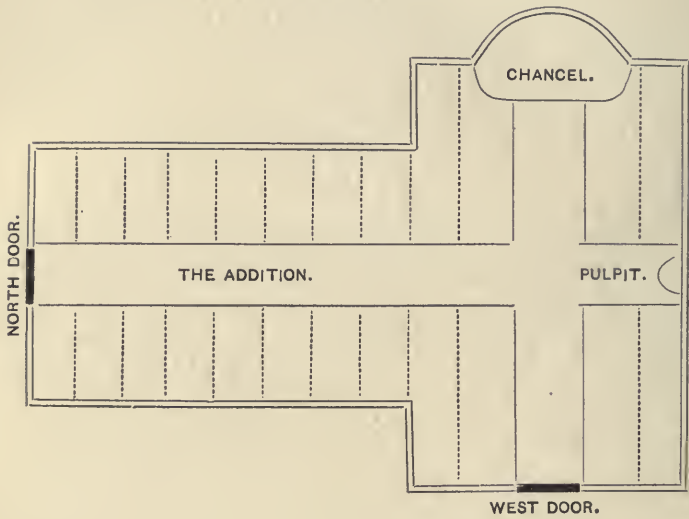 CHANCEL.
NORTH DOOR.
THE ADDITION.
PULPIT.
WEST DOOR.